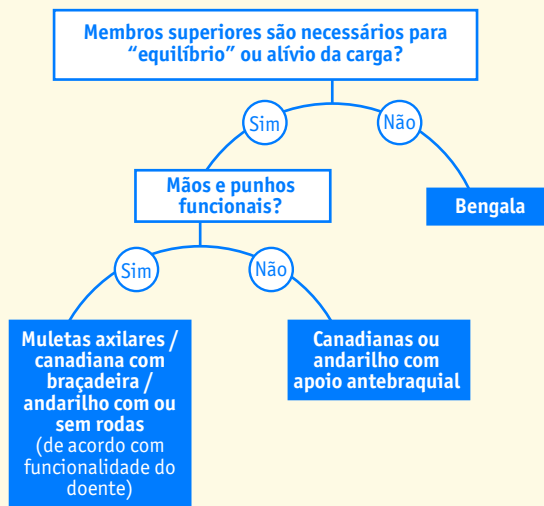 Membros superiores são necessários para
“equilíbrio” ou alívio da carga?
Sim
Não
Mãos e punhos
funcionais?
Bengala
Sim
Não
Muletas axilares /
canadiana com
braçadeira /
andarilho com ou
sem rodas
(de acordo com
funcionalidade do
doente)
Canadianas ou
andarilho com
apoio antebraquial